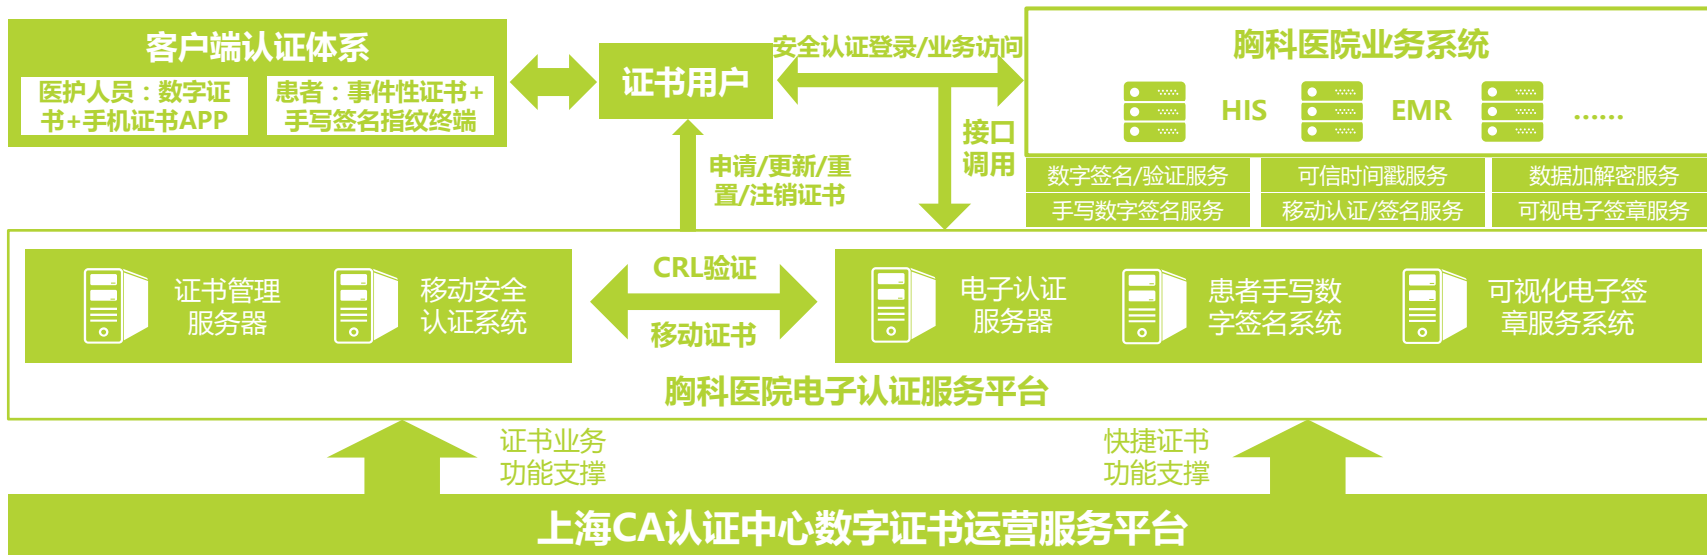 客户端认证体系
医护人员：数字证
书+手机证书APP
患者：事件性证书+
手写签名指纹终端
证书用户
安全认证登录/业务访问
胸科医院业务系统
HIS
EMR
……
接口
调用
申请/更新/重
置/注销证书
数字签名/验证服务
可信时间戳服务
数据加解密服务
手写数字签名服务
移动认证/签名服务
可视电子签章服务
证书管理
服务器
移动安全
认证系统
CRL验证
移动证书
电子认证
服务器
患者手写数
字签名系统
可视化电子签
章服务系统
胸科医院电子认证服务平台
证书业务
功能支撑
快捷证书
功能支撑
上海CA认证中心数字证书运营服务平台